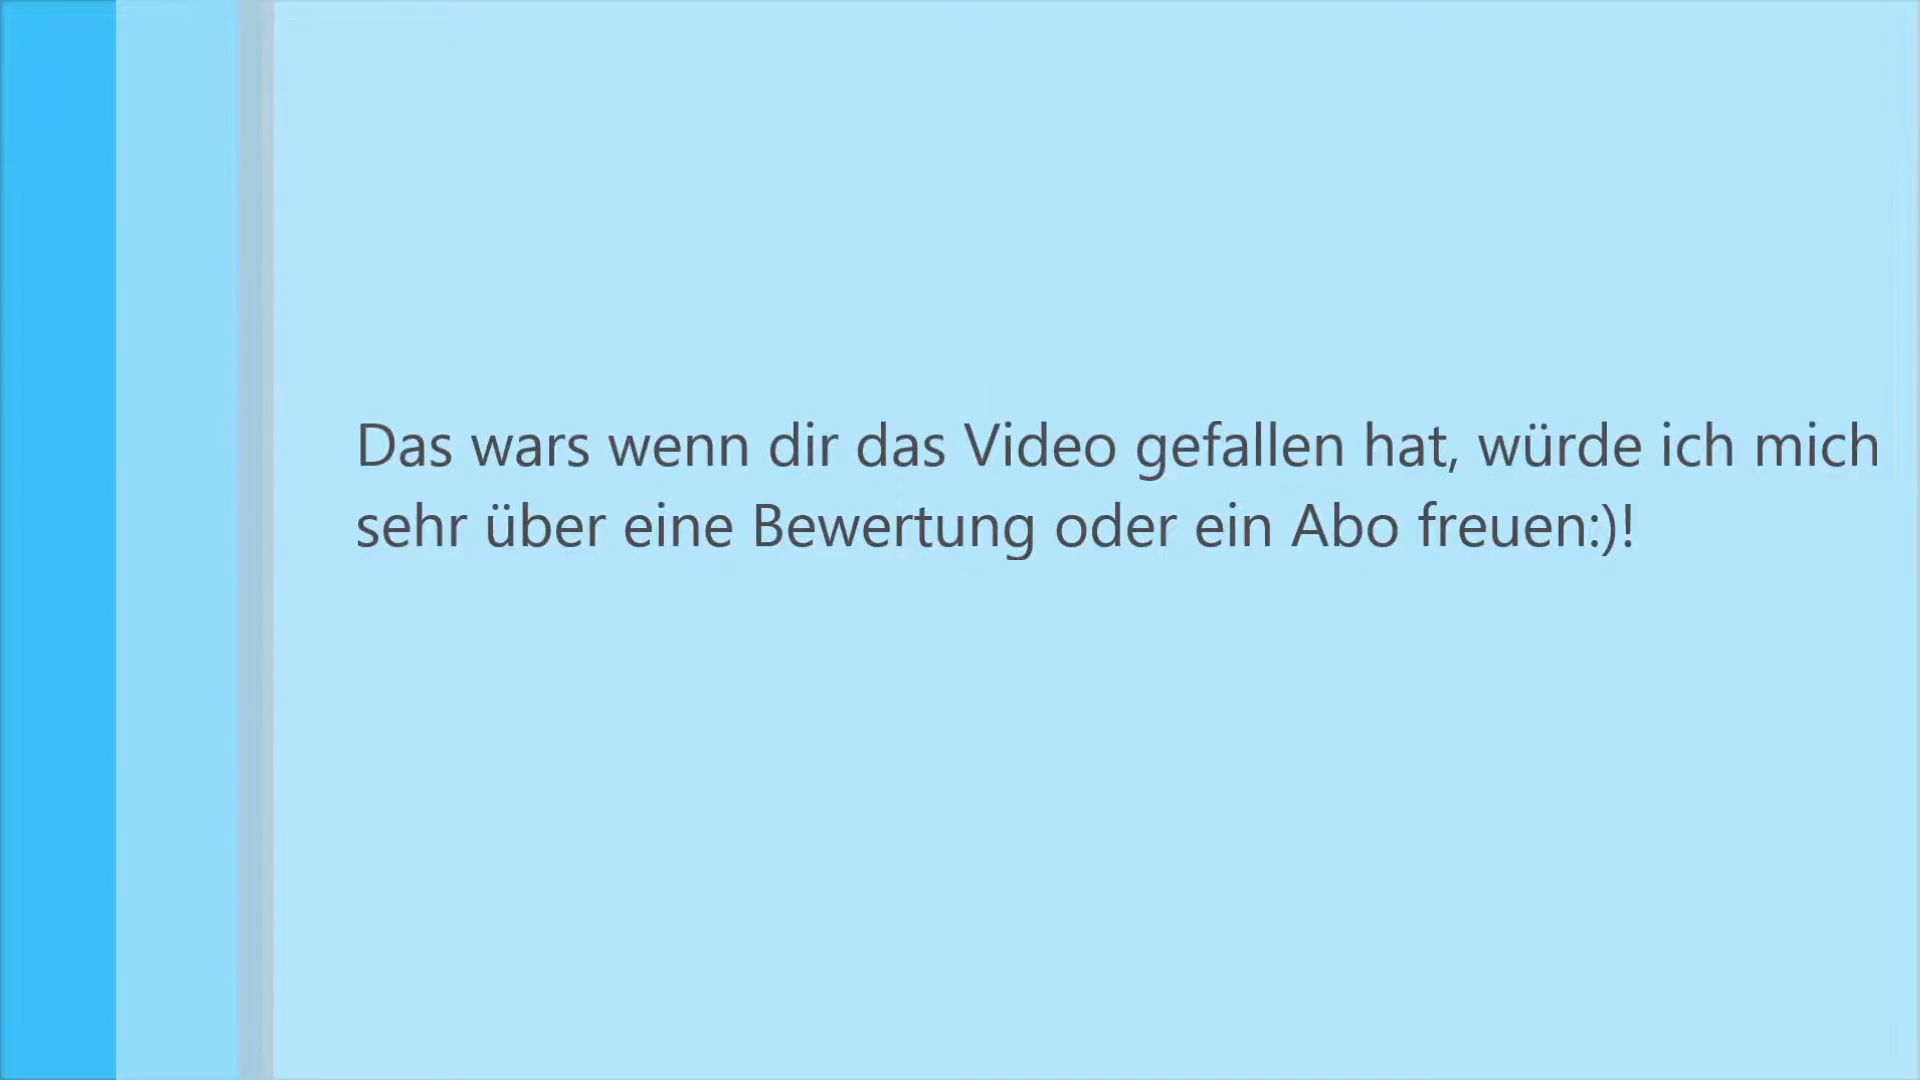 Das wars wenn dir das Video gefallen hat, würde ich mich
sehr über eine Bewertung oder ein Abo freuen:)!